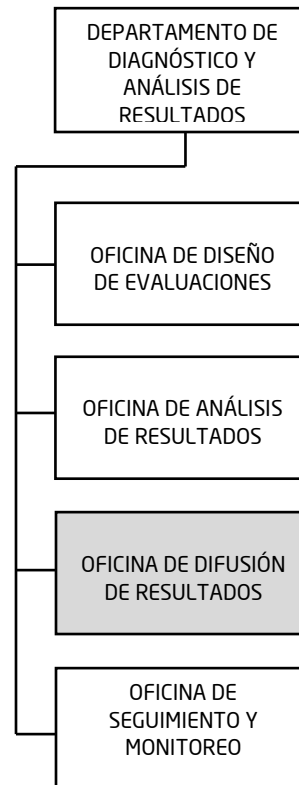 DEPARTAMENTO DE
DIAGNÓSTICO Y
ANÁLISIS DE
RESULTADOS
OFICINA DE DISEÑO
DE EVALUACIONES
OFICINA DE ANÁLISIS
DE RESULTADOS
OFICINA DE DIFUSIÓN
DE RESULTADOS
OFICINA DE
SEGUIMIENTO Y
MONITOREO